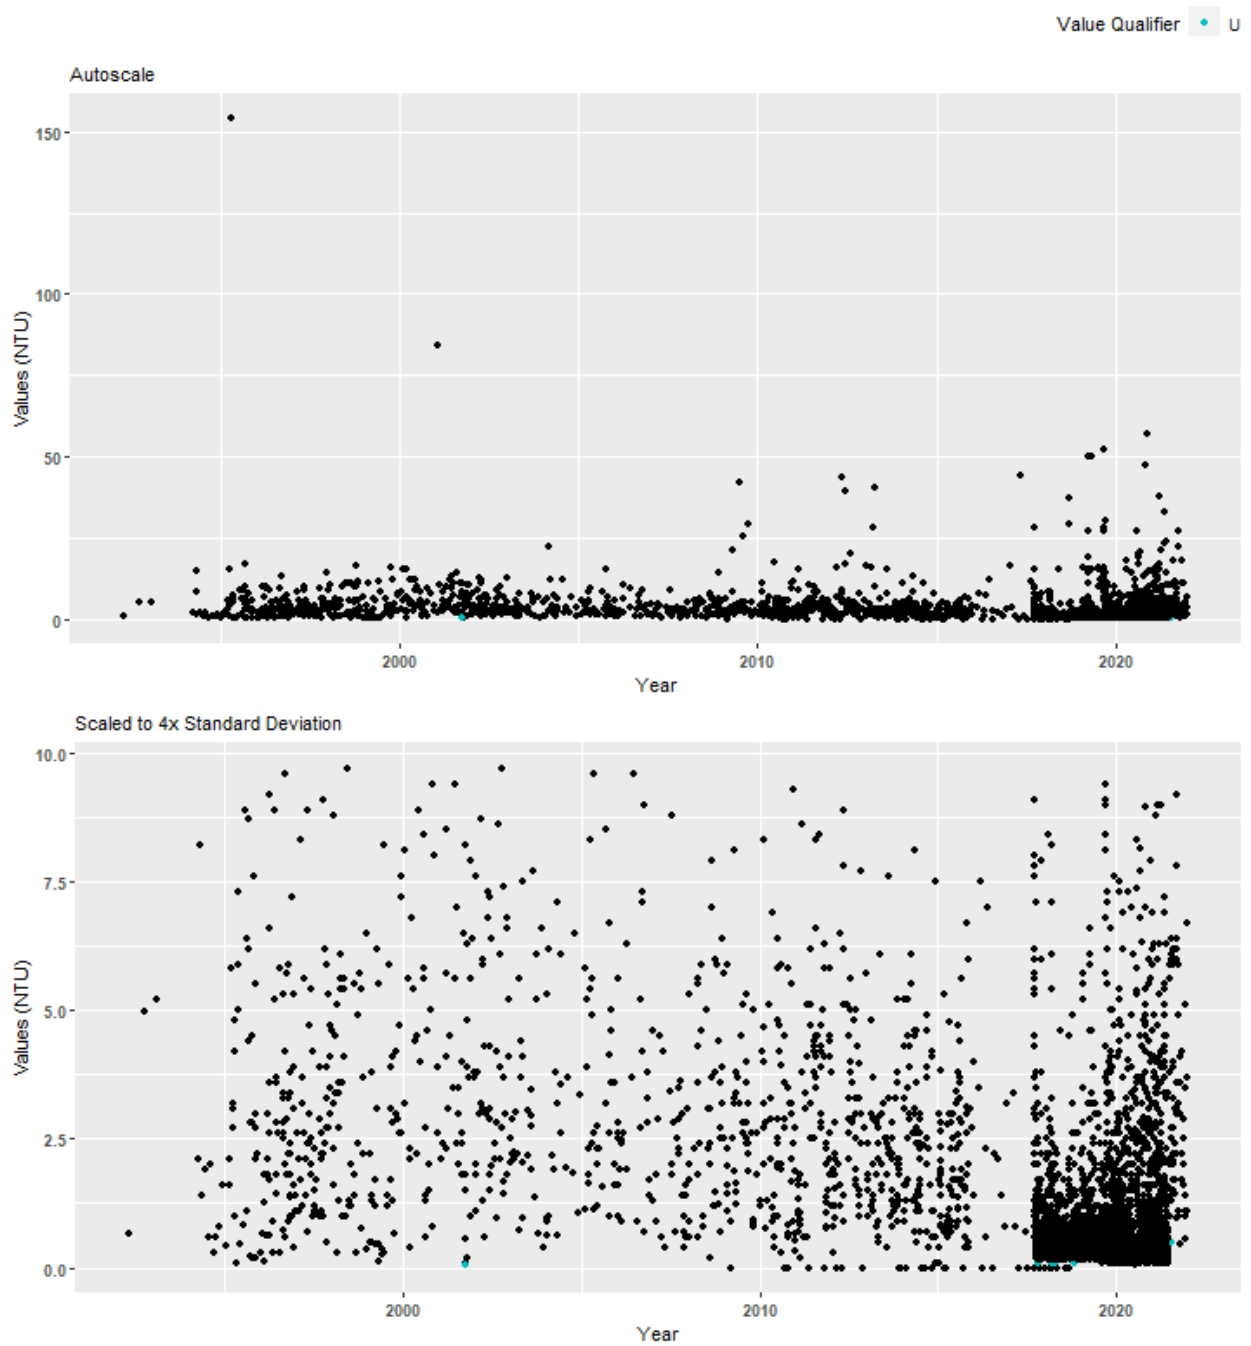 Value Qualifier U
Autoscale
150
100
50
0
Values (NTU)
2000 2010 2020
Year
Scaled to 4x Standard Deviation
10.0
7.5
5.0
2.5
0.0
Values (NTU)
2000 2010 2020
Year